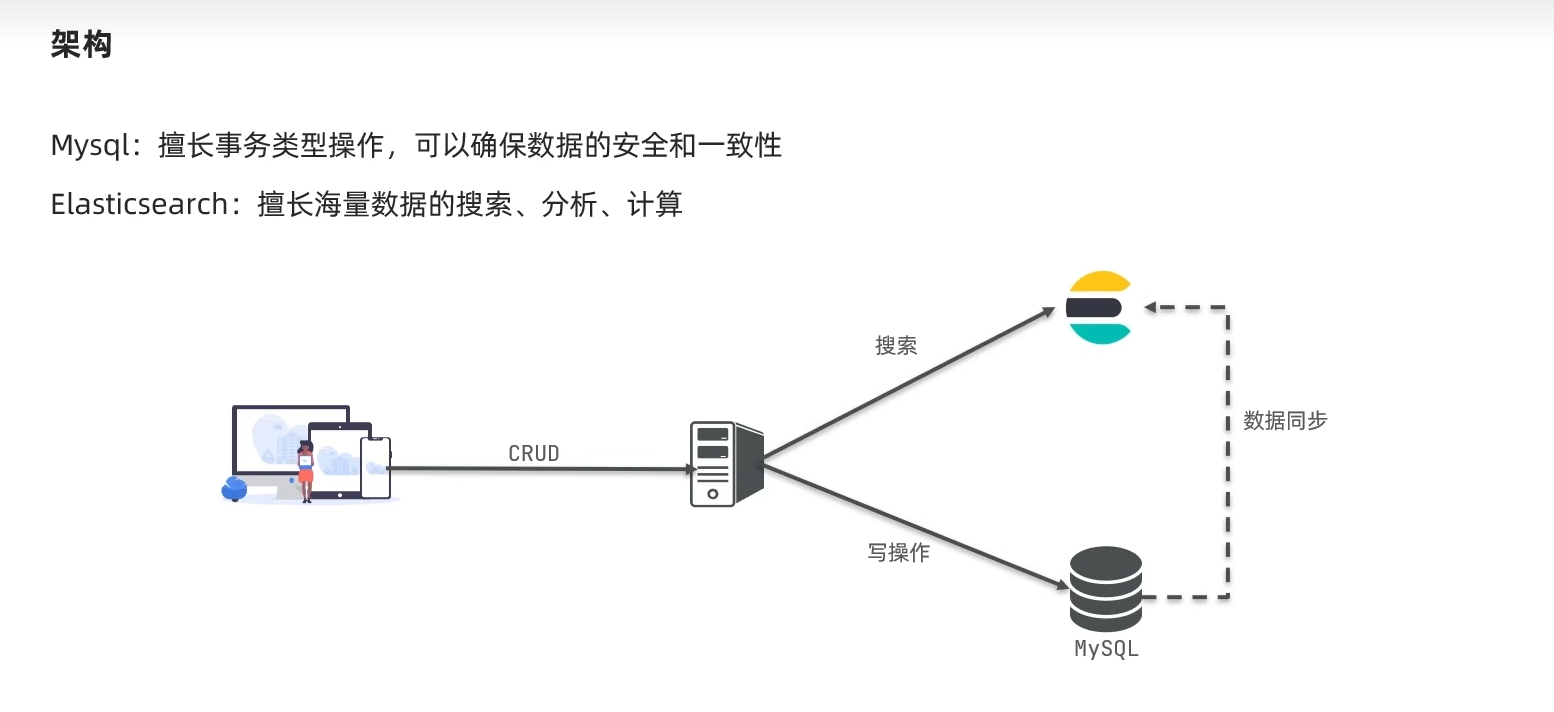 架构
Mysql：擅长事务类型操作，可以确保数据的安全和一致性
Elasticsearch：擅长海量数据的搜索、分析、计算
搜索
数据同步
CRUD
写操作
MySQL